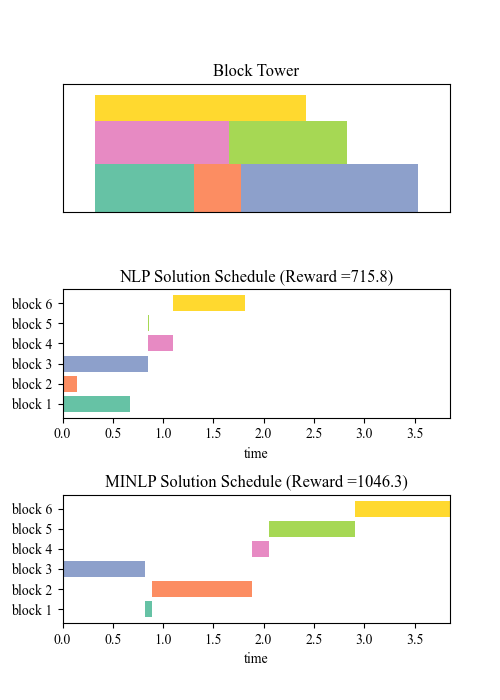 Block Tower
NLP Solution Schedule (Reward =715.8)
block 6
block 5
block 4
block 3
block 2
block 1
0.0 0.5 1.0 1.5 2.0 2.5 3.0 3.5
time
MINLP Solution Schedule (Reward =1046.3)
block 6
block 5
block 4
block 3
block 2
block 1
0.0 0.5 1.0 1.5 2.0 2.5 3.0 3.5
time